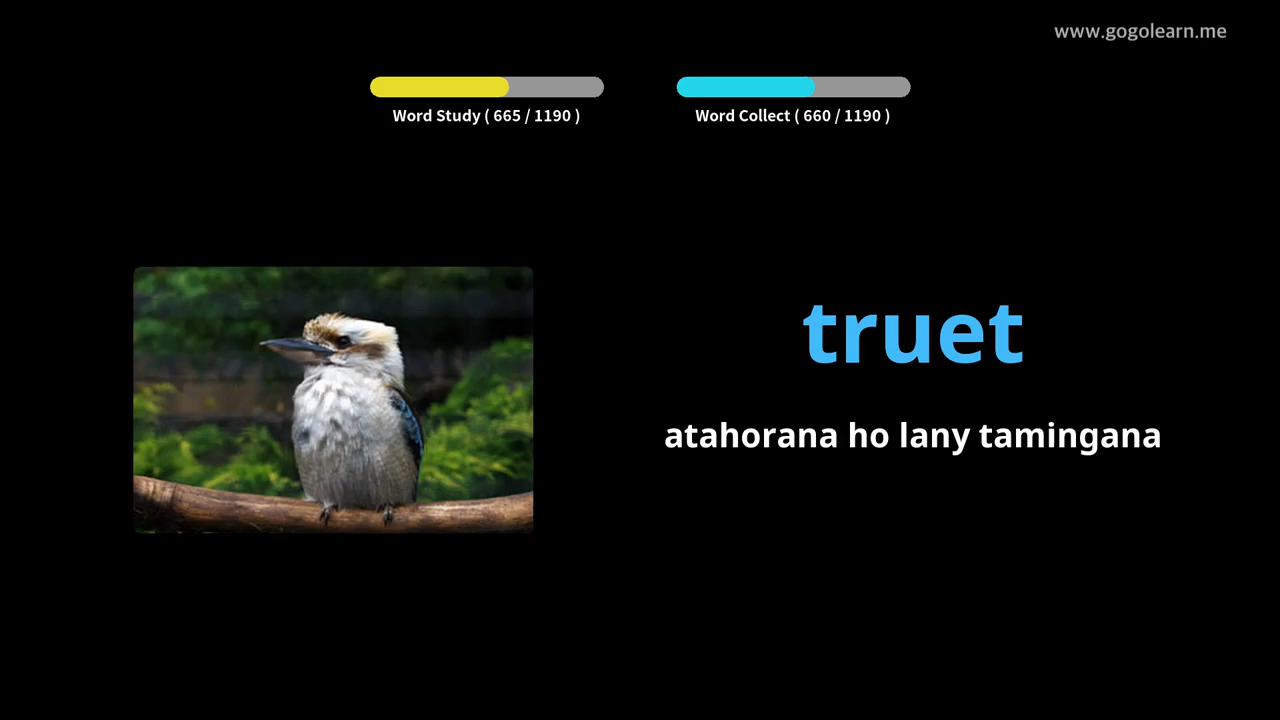 www.gogolearn.me
Word Study ( 665 / 1190 )
Word Collect ( 660 / 1190 )
truet
atahorana ho lany tamingana